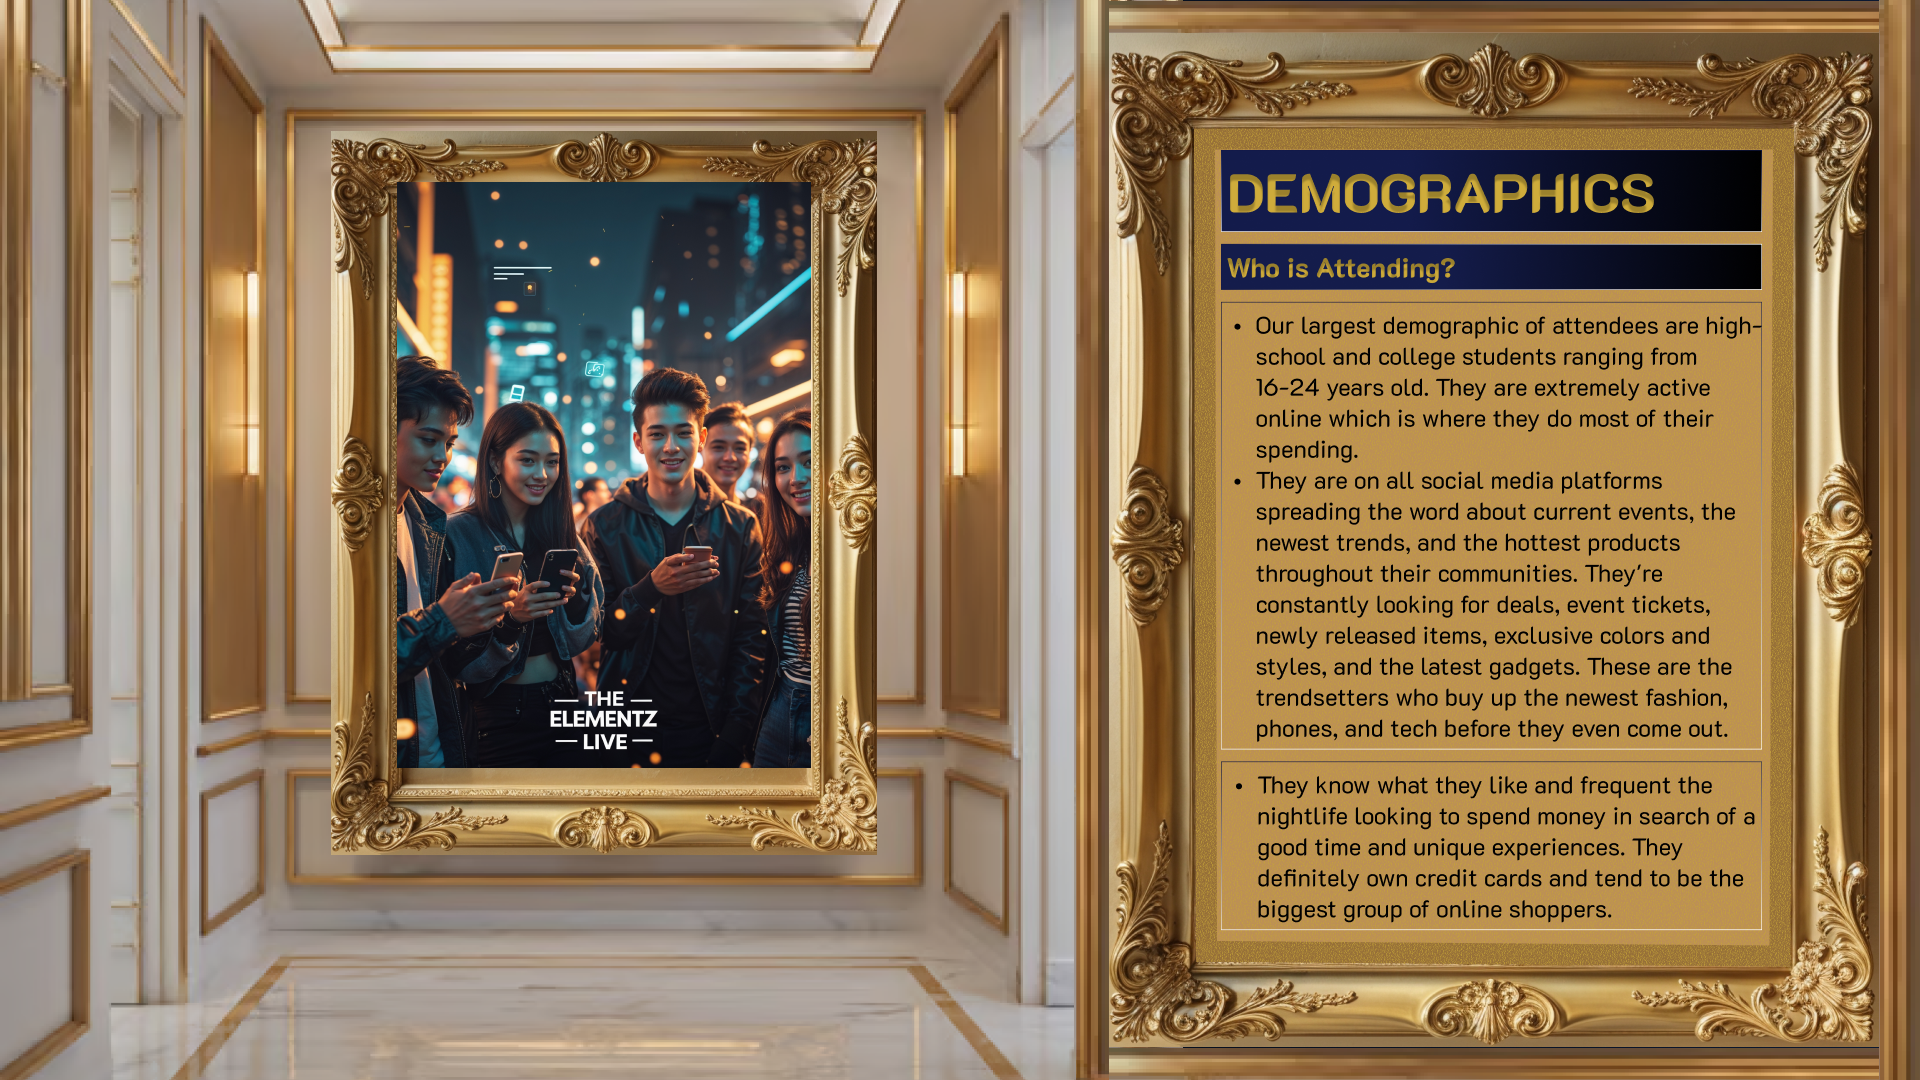 THE
ELEMENTZ
LIVE
DEMOGRAPHICS
Who is Attending?
• Our largest demographic of attendees are high-
school and college students ranging from
16-24 years old. They are extremely active
online which is where they do most of their
spending.
• They are on all social media platforms
spreading the word about current events, the
newest trends, and the hottest products
throughout their communities. They're
constantly looking for deals, event tickets,
newly released items, exclusive colors and
styles, and the latest gadgets. These are the
trendsetters who buy up the newest fashion,
phones, and tech before they even come out.
• They know what they like and frequent the
nightlife looking to spend money in search of a
good time and unique experiences. They
definitely own credit cards and tend to be the
biggest group of online shoppers.